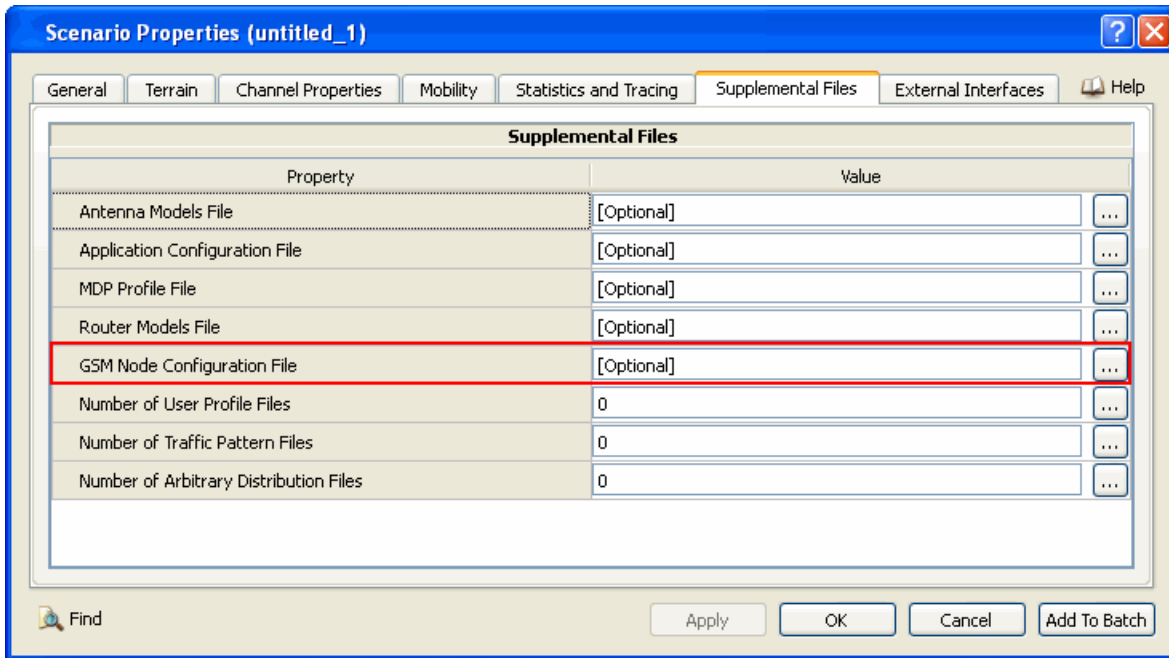 Scenario Properties (untitled_1)
General Terrain Channel Properties Mobility Statistics and Tracing Supplemental Files External Interfaces Help
Supplemental Files
Property Value
Antenna Models File [Optional] ...
Application Configuration File [Optional] ...
MDP Profile File [Optional] ...
Router Models File [Optional] ...
GSM Node Configuration File [Optional] ...
Number of User Profile Files 0 ...
Number of Traffic Pattern Files 0 ...
Number of Arbitrary Distribution Files 0 ...
Find Apply OK Cancel Add To Batch